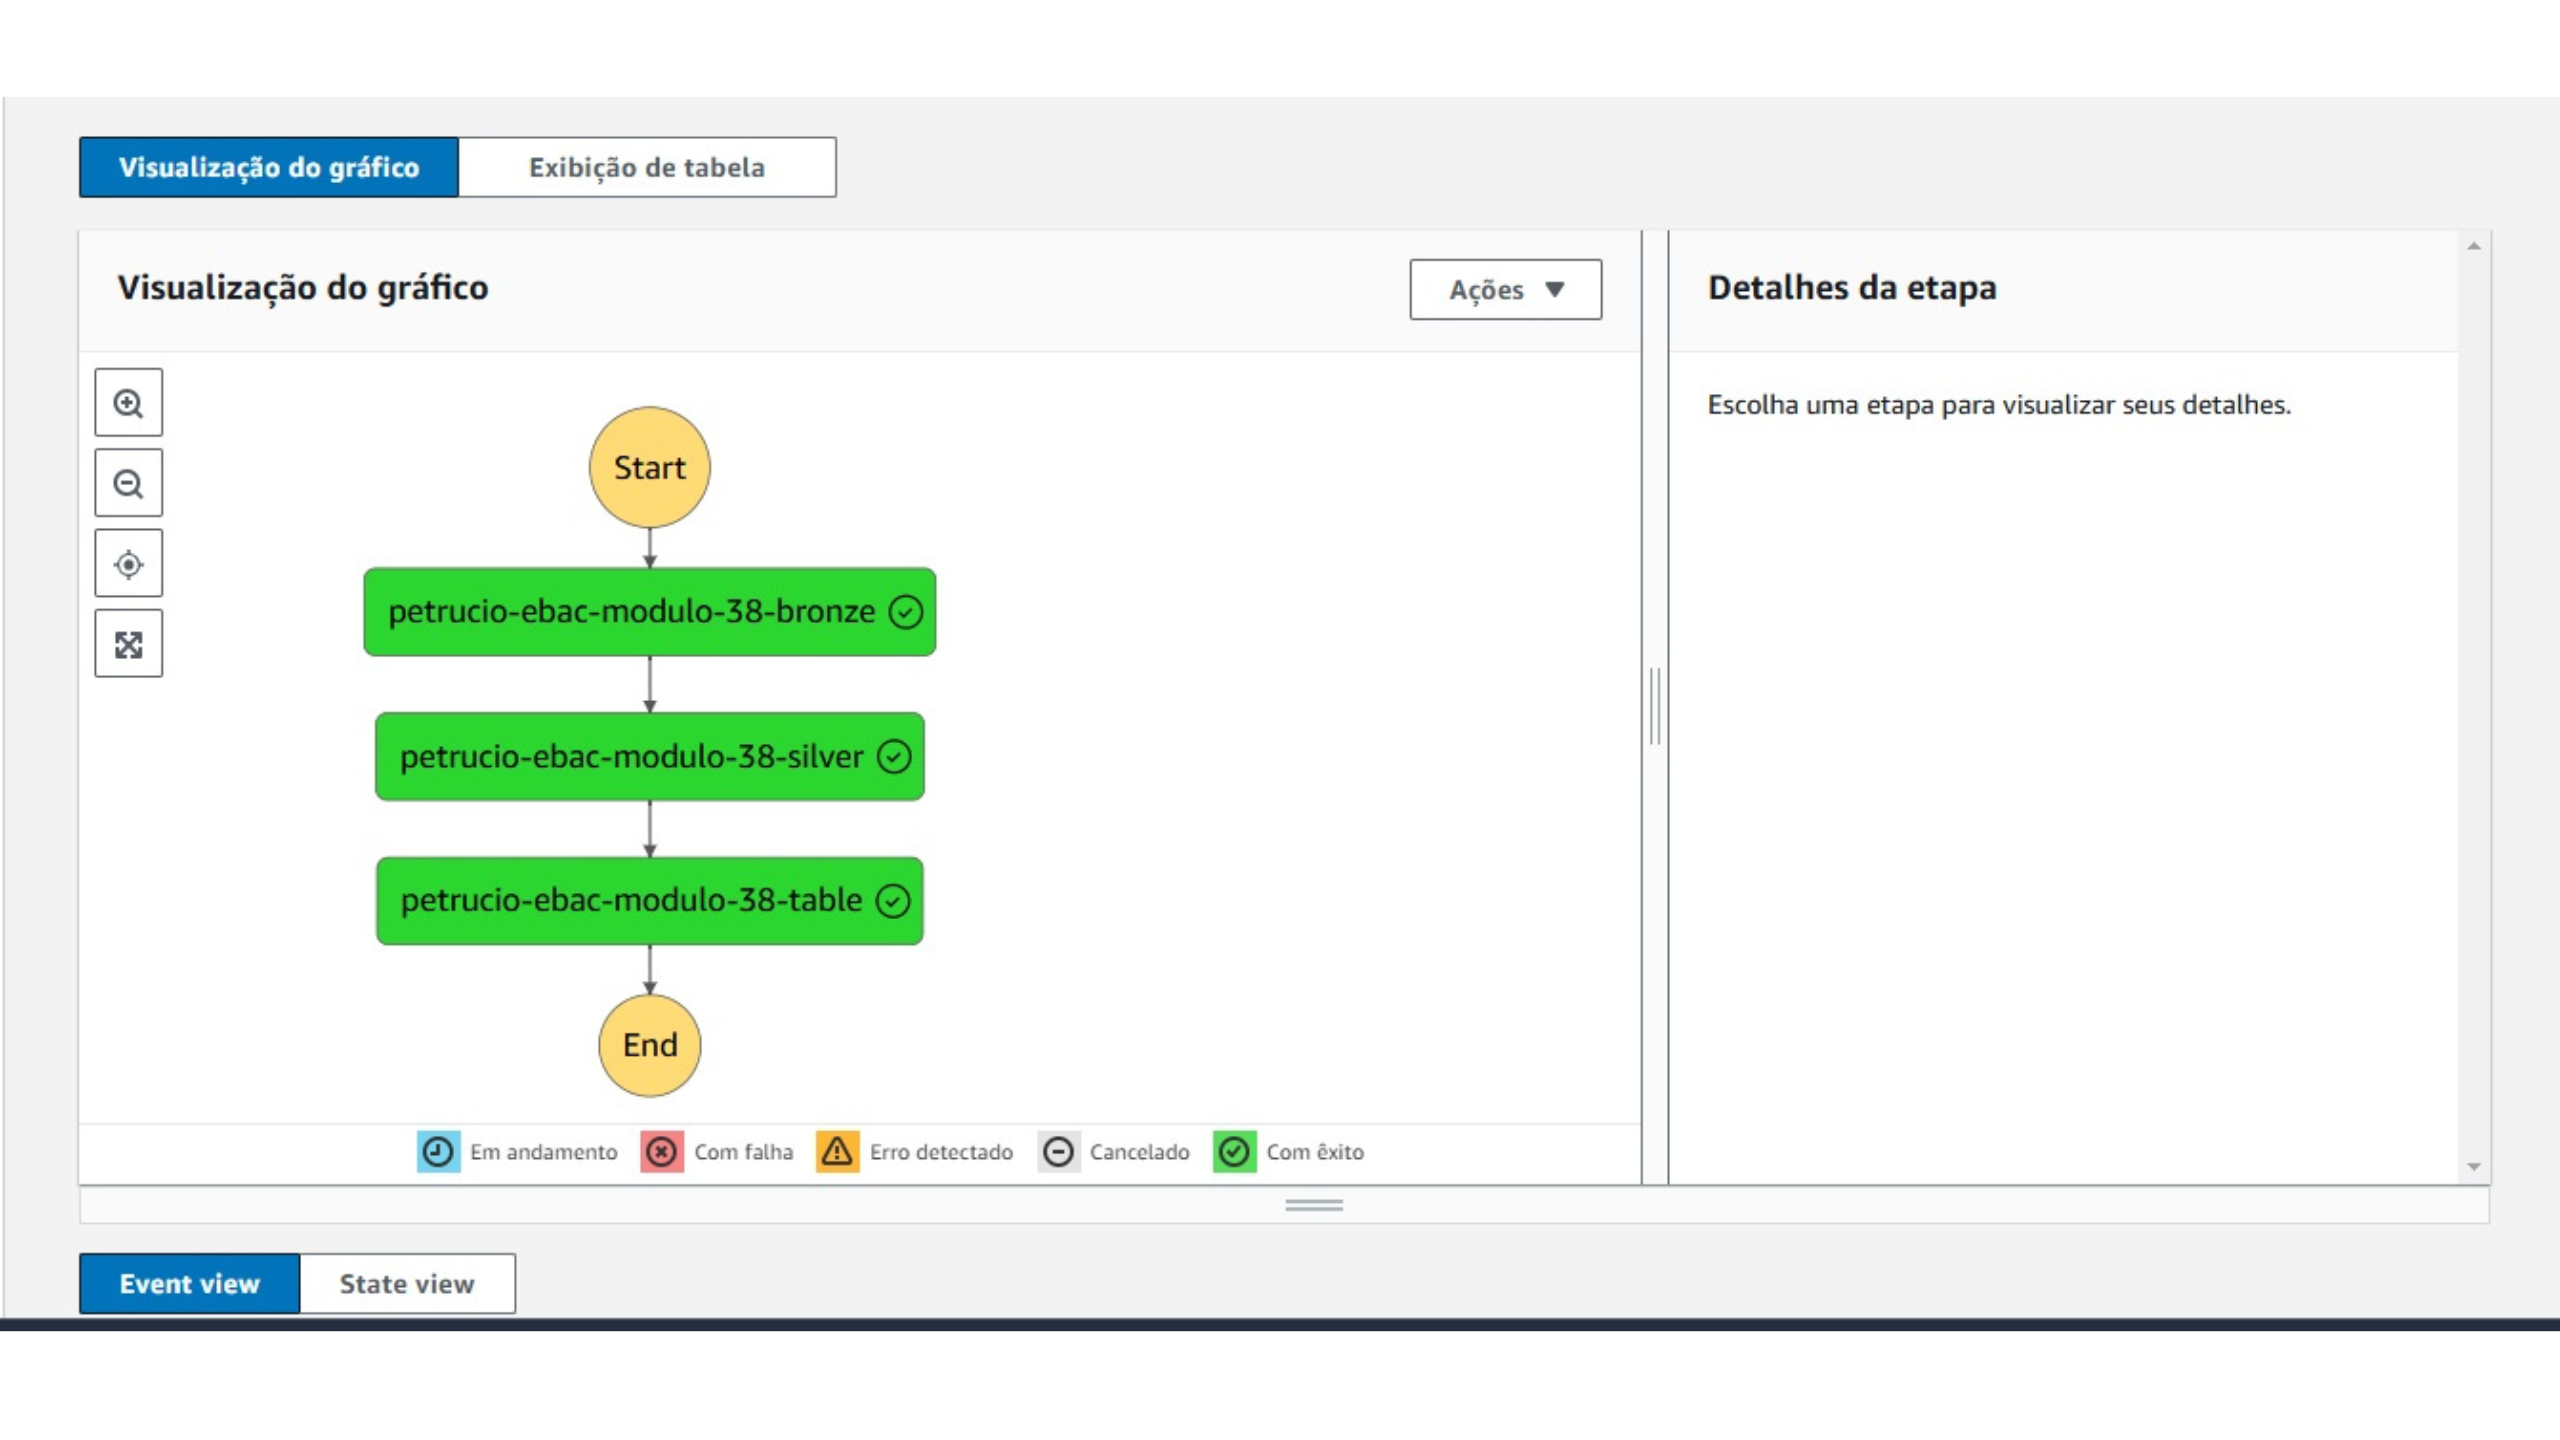 Visualização do gráfico
Exibição de tabela
Visualização do gráfico
Ações
Detalhes da etapa
Escolha uma etapa para visualizar seus detalhes.
Start
petrucio-ebac-modulo-38-bronze
petrucio-ebac-modulo-38-silver
petrucio-ebac-modulo-38-table
End
Em andamento
Com falha
Erro detectado
Cancelado
Com êxito
Event view
State view